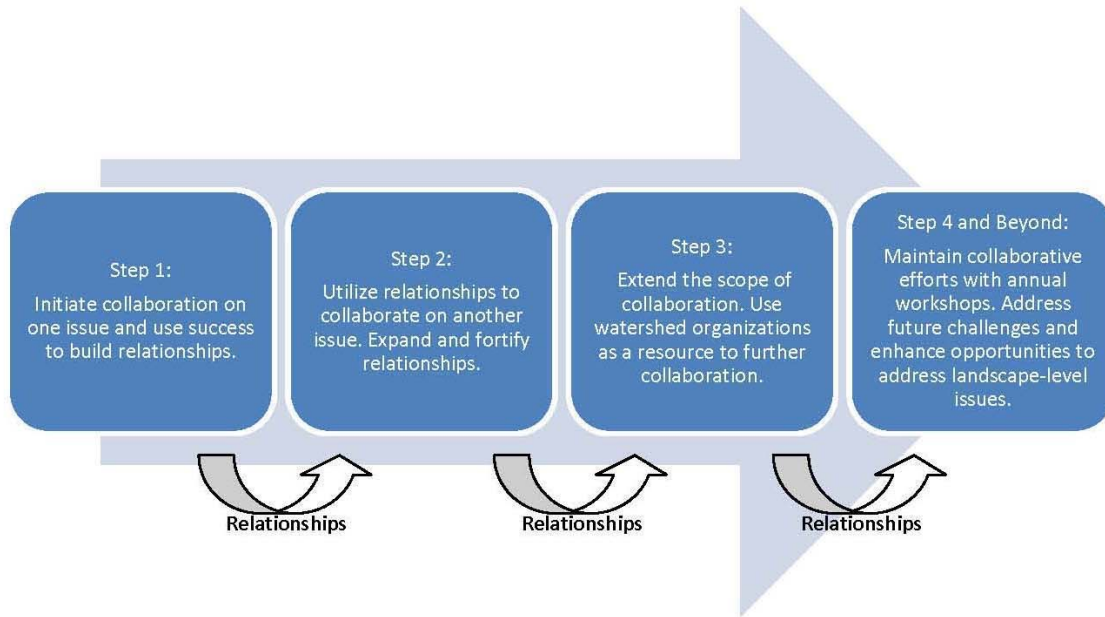 Step 1:
Initiate collaboration on
one issue and use success
to build relationships.
Step 2:
Utilize relationships to
collaborate on another
issue. Expand and fortify
relationships.
Step 3:
Extend the scope of
collaboration. Use
watershed organizations
as a resource to further
collaboration.
Step 4 and Beyond:
Maintain collaborative
efforts with annual
workshops. Address
future challenges and
enhance opportunities to
address landscape-level
issues.
Relationships
Relationships
Relationships